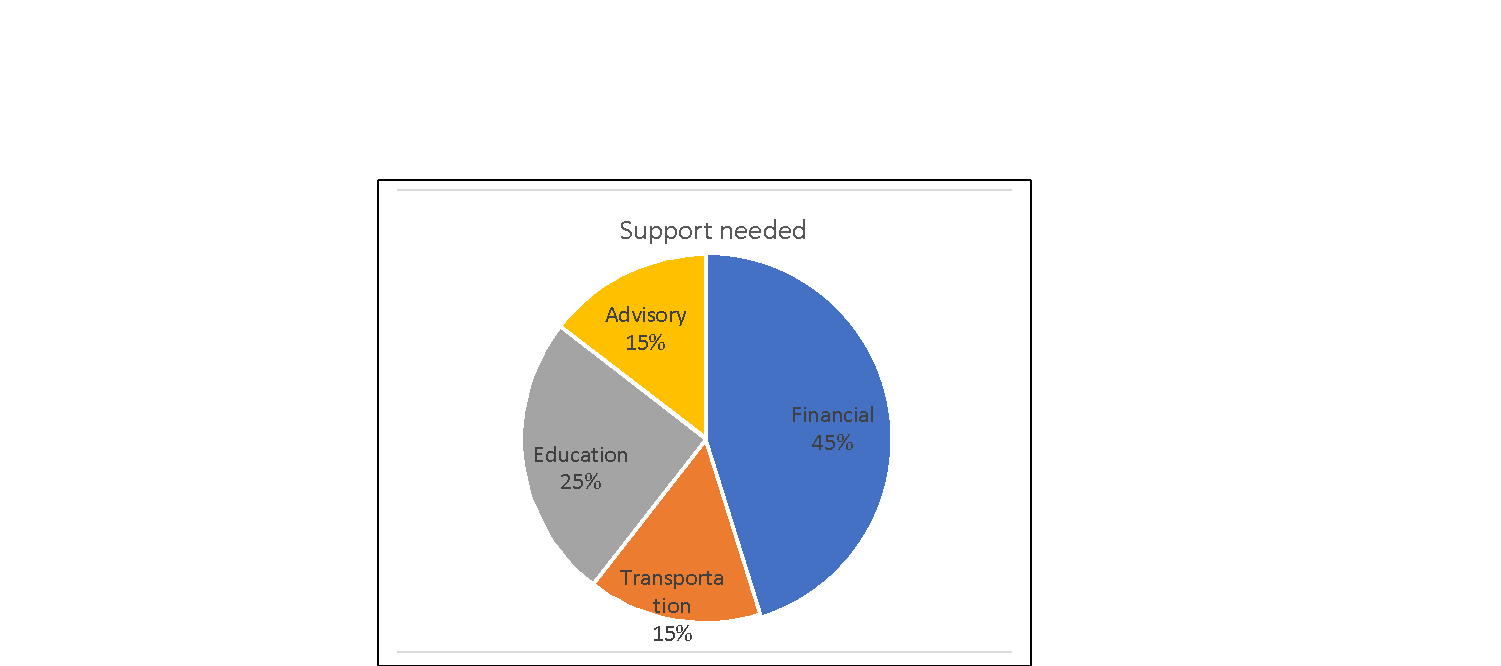 Support needed
Advisory
15%
Financial
45%
Education
25%
Transporta
tion
15%